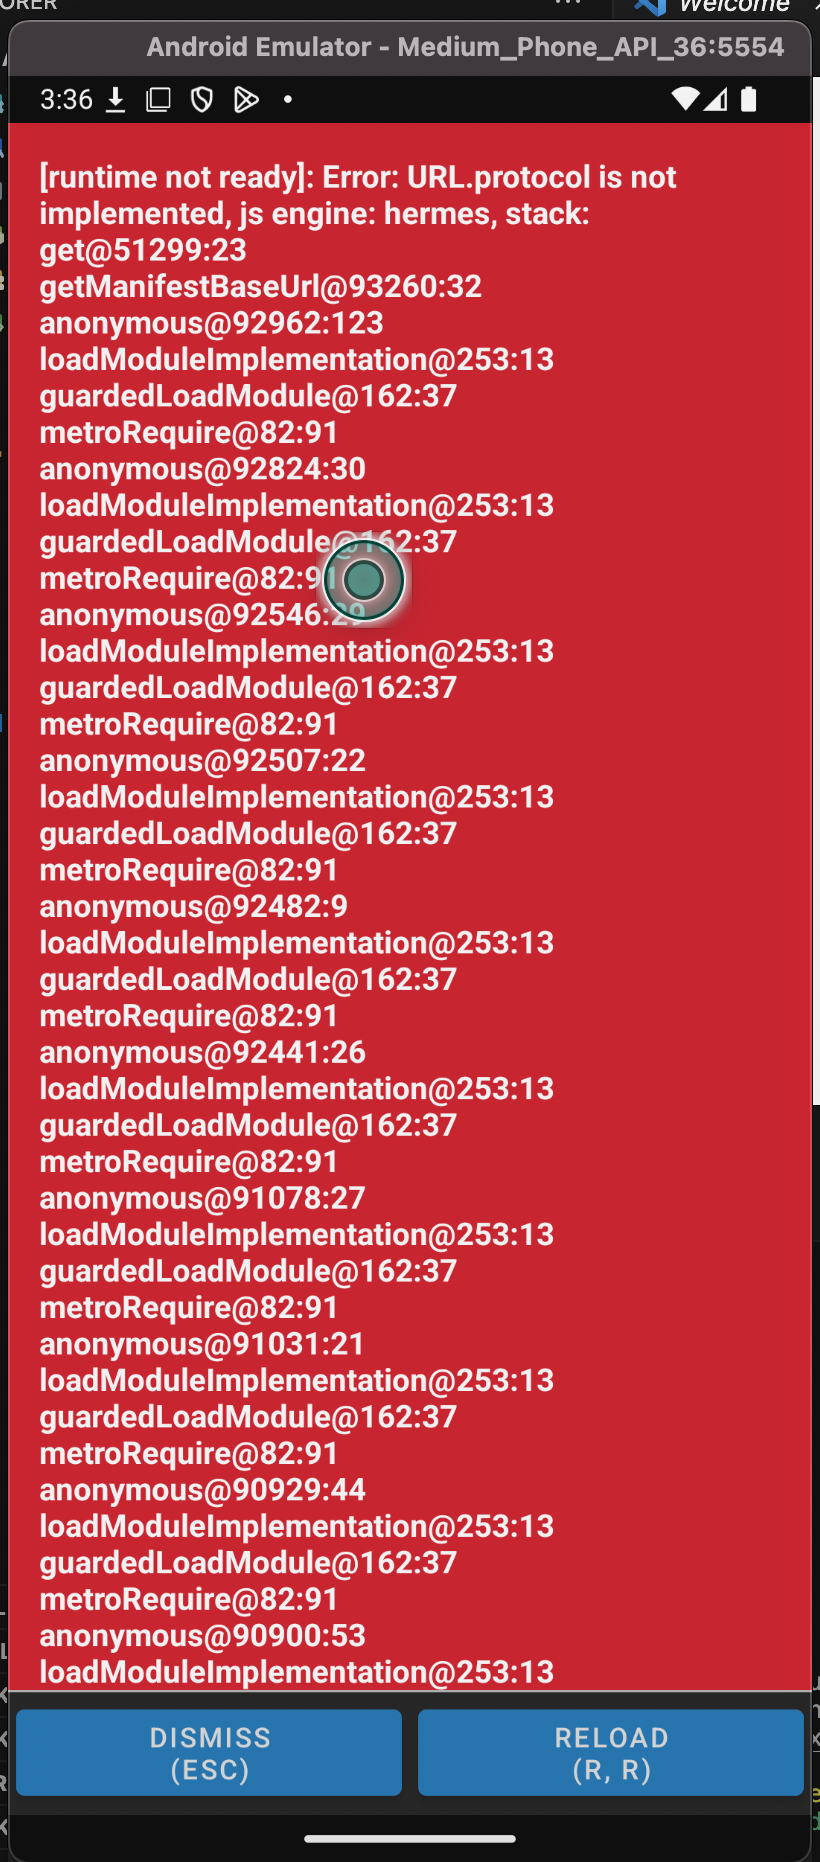 ORER
Welcome
Android Emulator - Medium_Phone_API_36:5554
3:36
[runtime not ready]: Error: URL.protocol is not
implemented, js engine: hermes, stack:
get@51299:23
getManifestBaseUrl@93260:32
anonymous@92962:123
loadModuleImplementation@253:13
guardedLoadModule@162:37
metroRequire@82:91
anonymous@92824:30
loadModuleImplementation@253:13
guardedLoadModule@162:37
metroRequire@82:91
anonymous@92546:29
loadModuleImplementation@253:13
guardedLoadModule@162:37
metroRequire@82:91
anonymous@92507:22
loadModuleImplementation@253:13
guardedLoadModule@162:37
metroRequire@82:91
anonymous@92482:9
loadModuleImplementation@253:13
guardedLoadModule@162:37
metroRequire@82:91
anonymous@92441:26
loadModuleImplementation@253:13
guardedLoadModule@162:37
metroRequire@82:91
anonymous@91078:27
loadModuleImplementation@253:13
guardedLoadModule@162:37
metroRequire@82:91
anonymous@91031:21
loadModuleImplementation@253:13
guardedLoadModule@162:37
metroRequire@82:91
anonymous@90929:44
loadModuleImplementation@253:13
guardedLoadModule@162:37
metroRequire@82:91
anonymous@90900:53
loadModuleImplementation@253:13
DISMISS
(ESC)
RELOAD
(R, R)